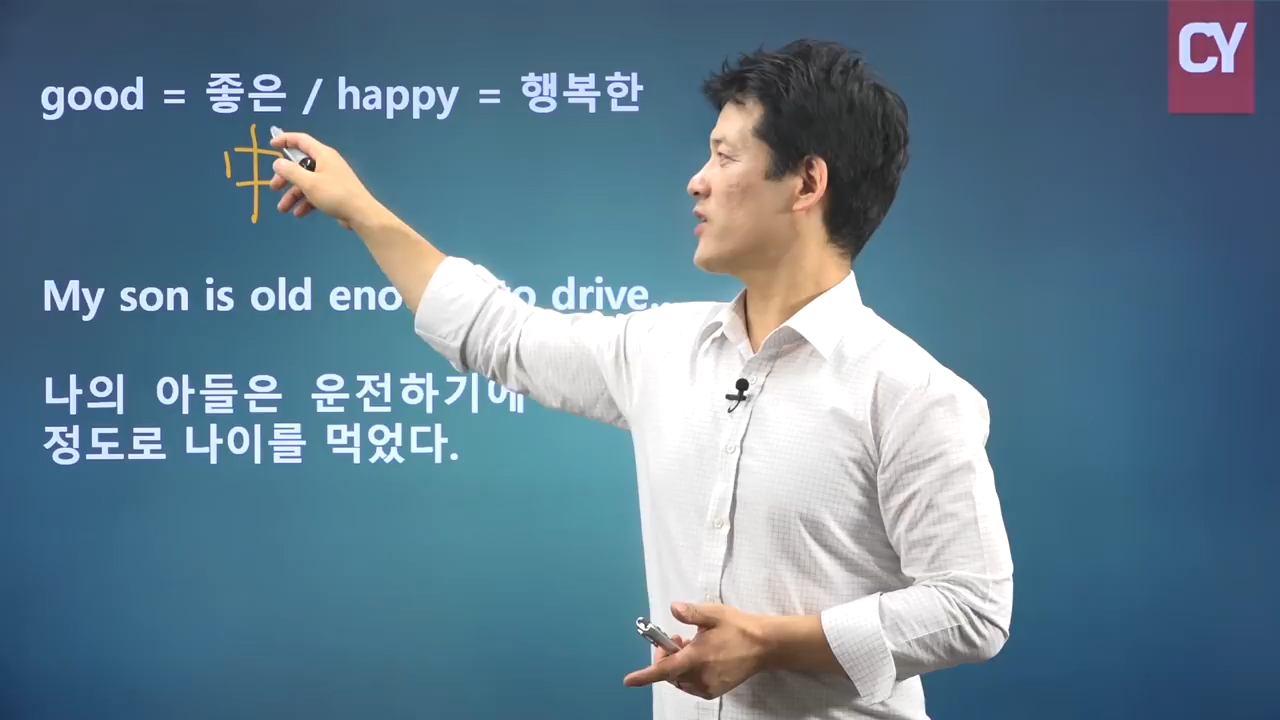 CY
good = 좋은 / happy = 행복한
My son is old to drive.
나의 아들은 운전하기에
정도로 나이를 먹었다.